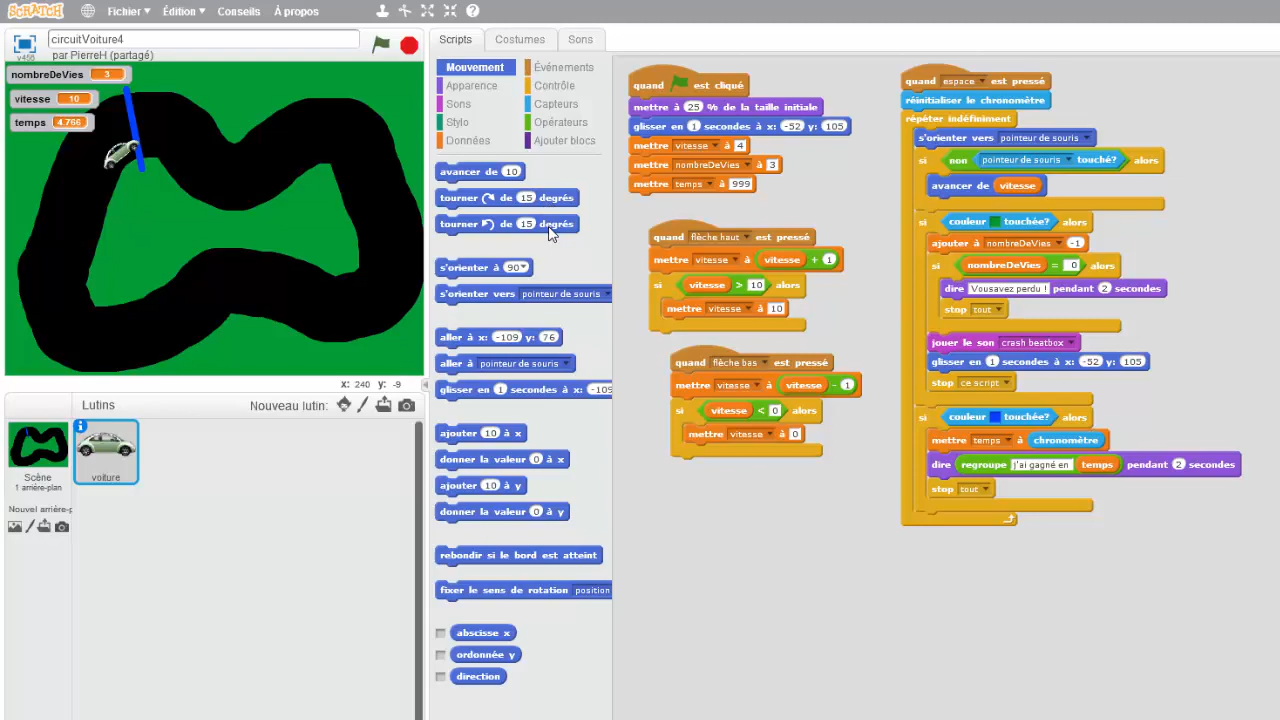 SCRATCH Fichier Édition Conseils À propos
circuitVoiture4
par PierreH (partagé)
v456
nombreDeVies 3
vitesse 10
temps 4.766
x: 240 y: -9
Lutins Nouveau lutin:
Scène
1 arrière-plan
Nouvel arrière-p
voiture
Scripts Costumes Sons
Mouvement Événements
Apparence Contrôle
Sons Capteurs
Stylo Opérateurs
Données Ajouter blocs
avancer de 10
tourner de 15 degrés
tourner de 15 degrés
s'orienter à 90
s'orienter vers pointeur de souris
aller à x: -109 y: 76
aller à pointeur de souris
glisser en 1 secondes à x: -109
ajouter 10 à x
donner la valeur 0 à x
ajouter 10 à y
donner la valeur 0 à y
rebondir si le bord est atteint
fixer le sens de rotation position
abscisse x
ordonnée y
direction
quand est cliqué
mettre à 25 % de la taille initiale
glisser en 1 secondes à x: -52 y: 105
mettre vitesse à 4
mettre nombreDeVies à 3
mettre temps à 999
quand flèche haut est pressé
mettre vitesse à vitesse + 1
si vitesse > 10 alors
mettre vitesse à 10
quand flèche bas est pressé
mettre vitesse à vitesse - 1
si vitesse < 0 alors
mettre vitesse à 0
quand espace est pressé
réinitialiser le chronomètre
répéter indéfiniment
s'orienter vers pointeur de souris
si non pointeur de souris touché? alors
avancer de vitesse
si couleur touchée? alors
ajouter à nombreDeVies -1
si nombreDeVies = 0 alors
dire Vousavez perdu ! pendant 2 secondes
stop tout
jouer le son crash beatbox
glisser en 1 secondes à x: -52 y: 105
stop ce script
si couleur touchée? alors
mettre temps à chronomètre
dire regroupe j'ai gagné en temps pendant 2 secondes
stop tout